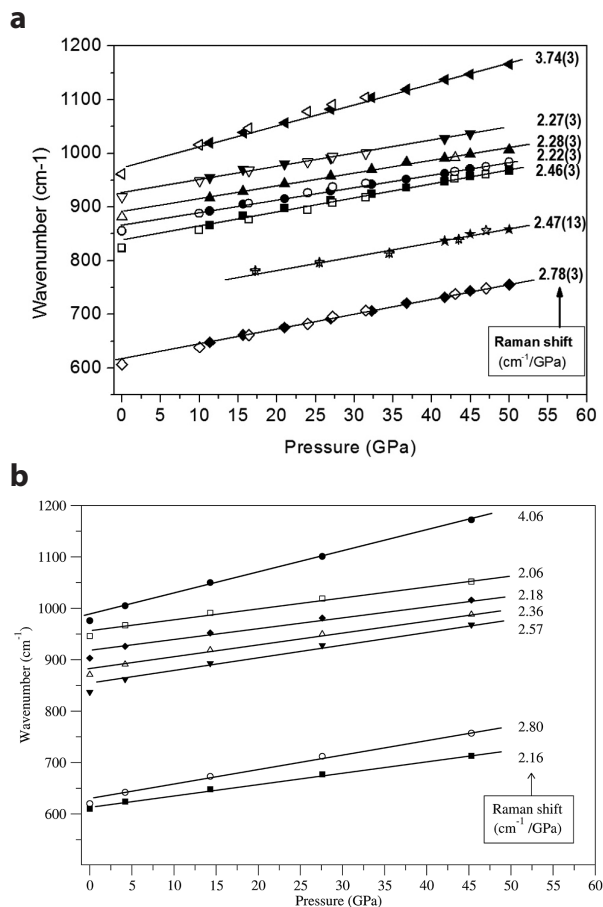 a
1200
1100
1000
900
800
700
600
Wavenumber (cm-1)
3.74(3)
2.27(3)
2.28(3)
2.22(3)
2.46(3)
2.47(13)
2.78(3)
Raman shift
(cm⁻¹/GPa)
0 5 10 15 20 25 30 35 40 45 50 55 60
Pressure (GPa)
b
1200
1100
1000
900
800
700
600
Wavenumber (cm⁻¹)
4.06
2.06
2.18
2.36
2.57
2.80
2.16
Raman shift
(cm⁻¹ /GPa)
0 5 10 15 20 25 30 35 40 45 50 55 60
Pressure (GPa)